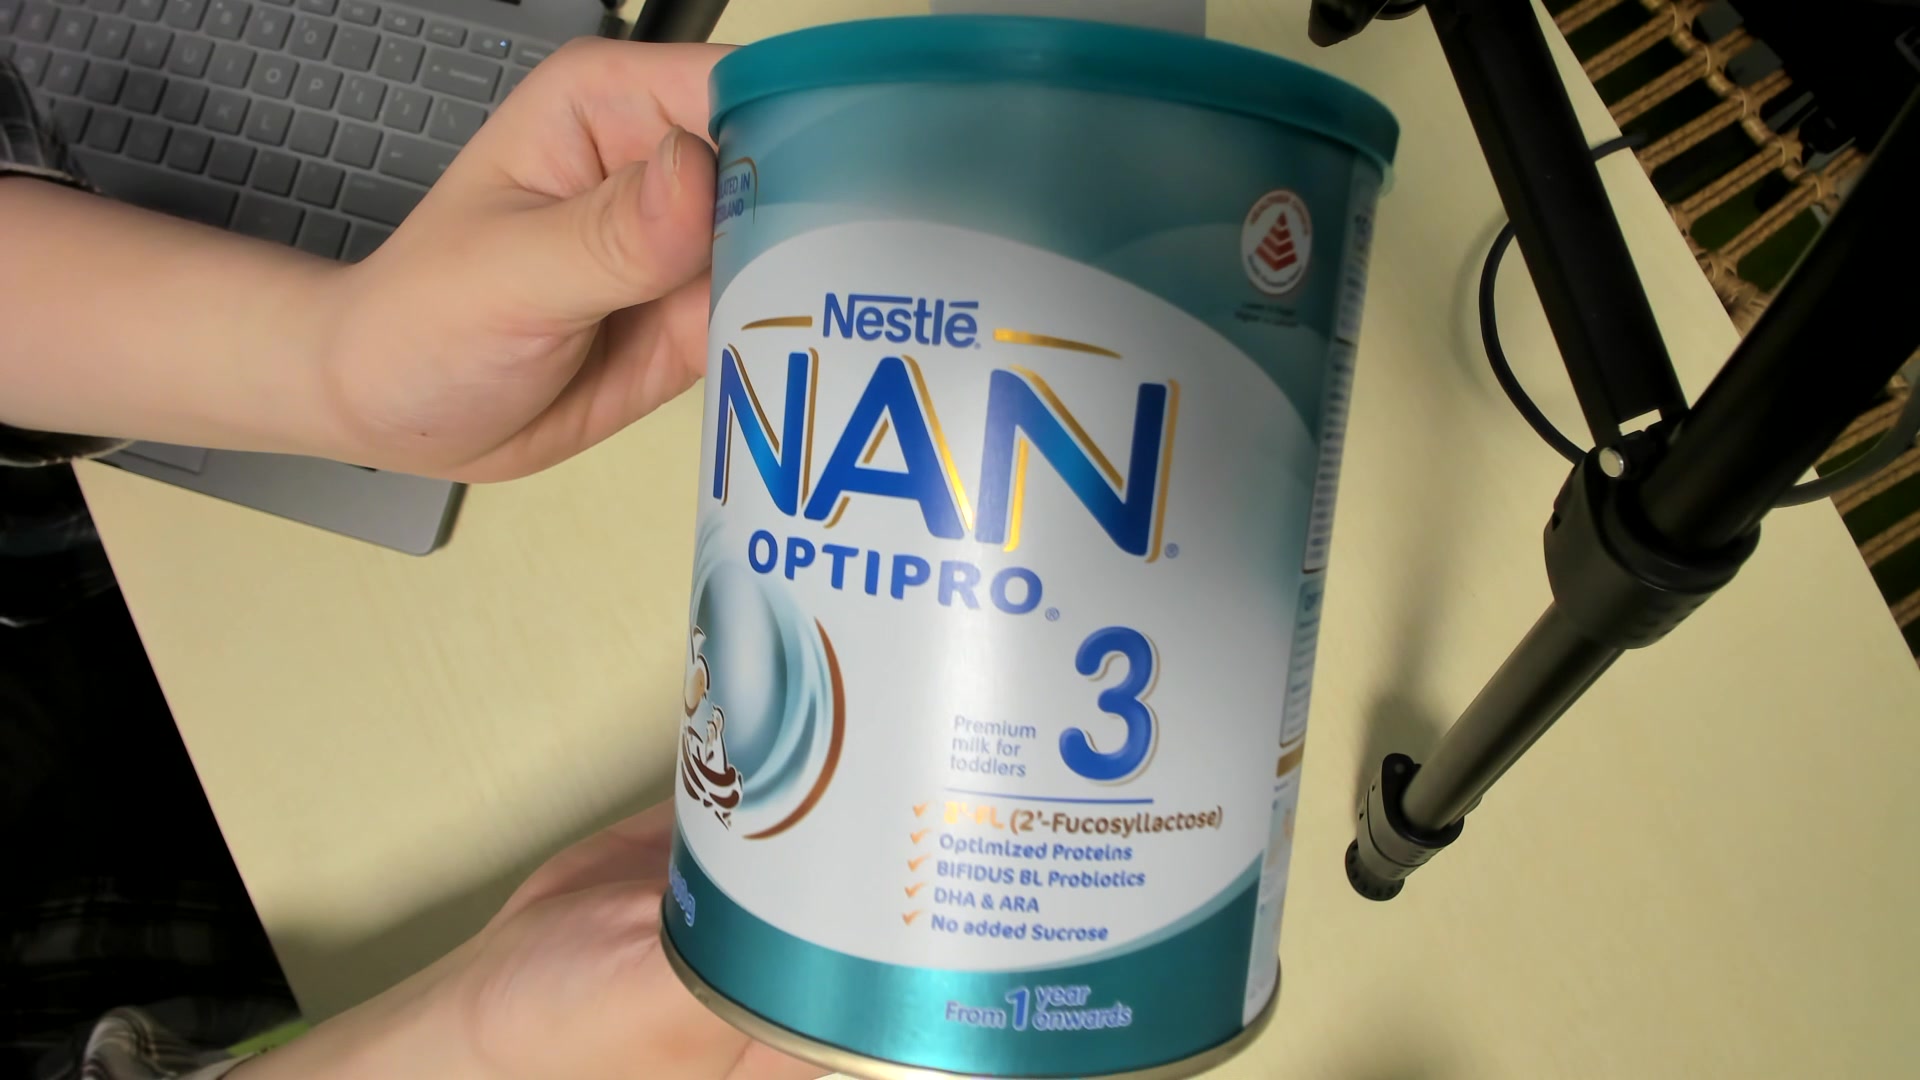 Nestlé
NAN
OPTIPRO
3
Premium
milk for
toddlers
(2'-Fucosyllactose)
Optimized Proteins
BIFIDUS BL Probiotics
DHA & ARA
No added Sucrose
From 1 year
onwards